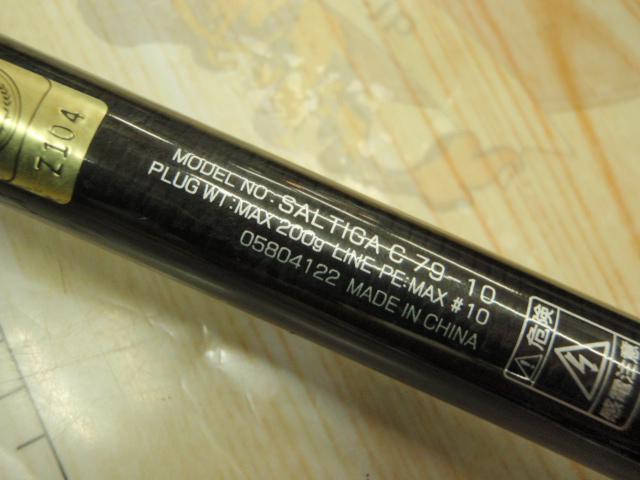 Z104
MODEL NO: SALTIGA C 79-10
PLUG WT:MAX 200g LINE PE:MAX #10
05804122 MADE IN CHINA
危険
感電注意